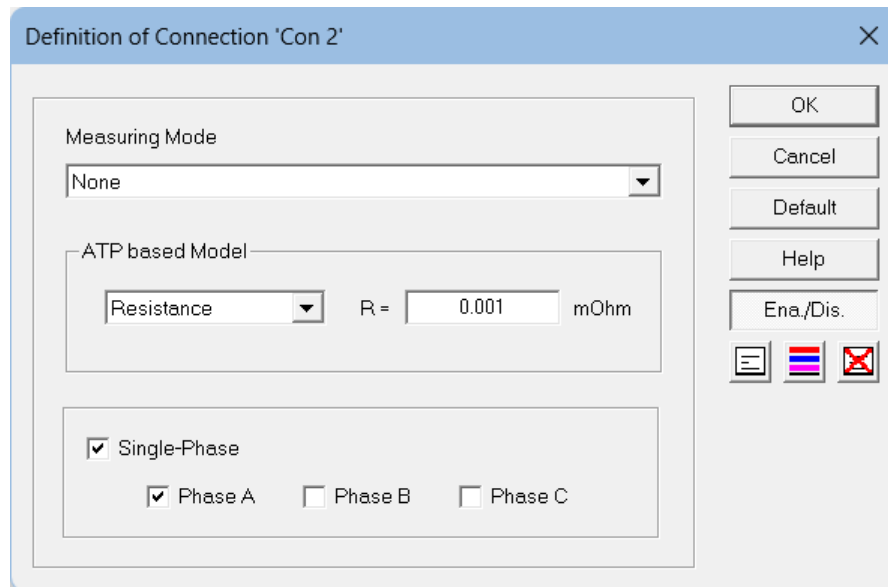 Definition of Connection 'Con 2'
OK
Measuring Mode
Cancel
None
Default
ATP based Model
Help
Resistance R = 0.001 mOhm
Ena./Dis.
Single-Phase
Phase A Phase B Phase C